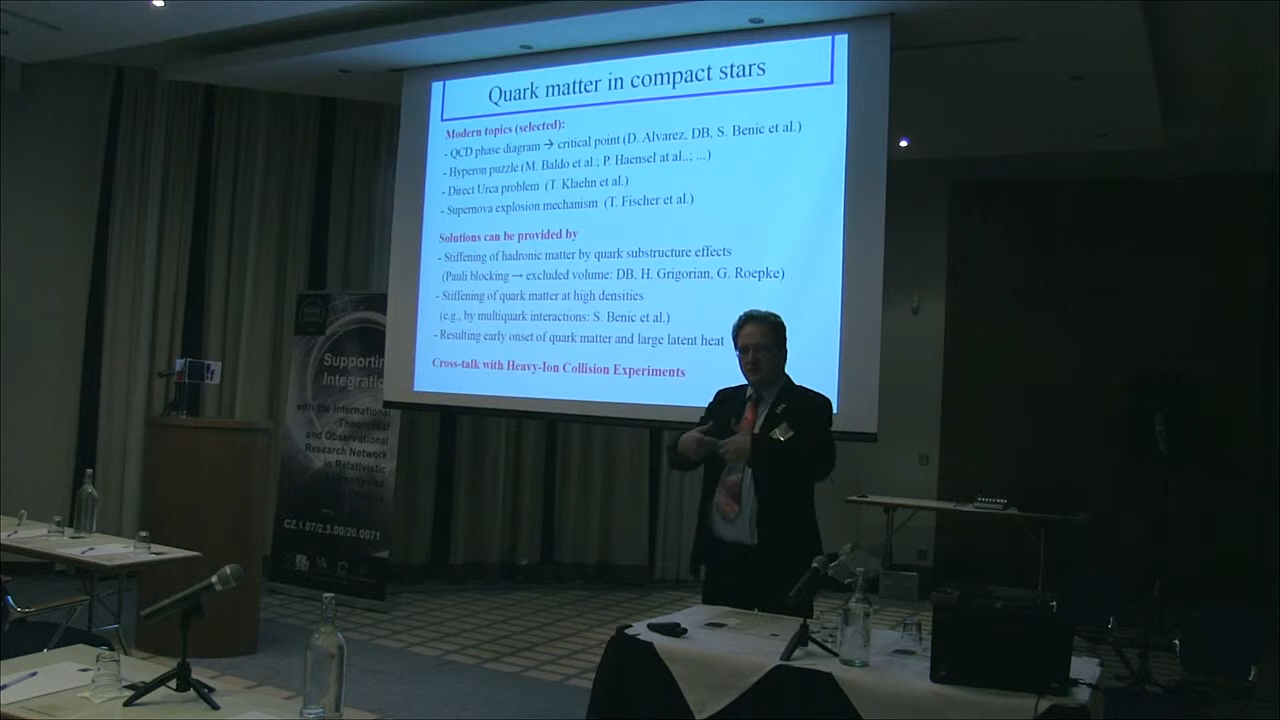 Quark matter in compact stars
Modern topics (selected):
- QCD phase diagram → critical point (D. Alvarez, DB, S. Benic et al.)
- Hyperon puzzle (M. Baldo et al.; P. Haensel at al..; ...)
- Direct Urca problem (T. Klaehn et al.)
- Supernova explosion mechanism (T. Fischer et al.)
Solutions can be provided by
- Stiffening of hadronic matter by quark substructure effects
(Pauli blocking → excluded volume: DB, H. Grigorian, G. Roepke)
- Stiffening of quark matter at high densities
(e.g., by multiquark interactions: S. Benic et al.)
- Resulting early onset of quark matter and large latent heat
Cross-talk with Heavy-Ion Collision Experiments
Supportin
Integratio
with the International
Theoretical
and Observational
Research Network
in Relativistic
CZ.1.07/2.3.00/20.0071